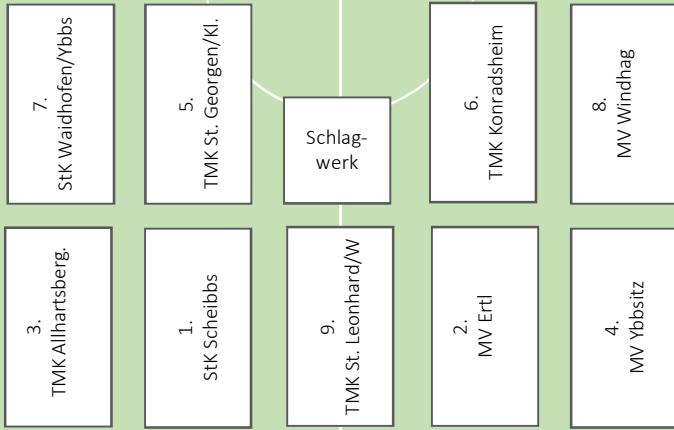 7.
StK Waidhofen/Ybbs
5.
TMK St. Georgen/Kl.
Schlag-
werk
6.
TMK Konradsheim
8.
MV Windhag
3.
TMK Allhartsberg.
1.
StK Scheibbs
9.
TMK St. Leonhard/W
2.
MV Ertl
4.
MV Ybbsitz